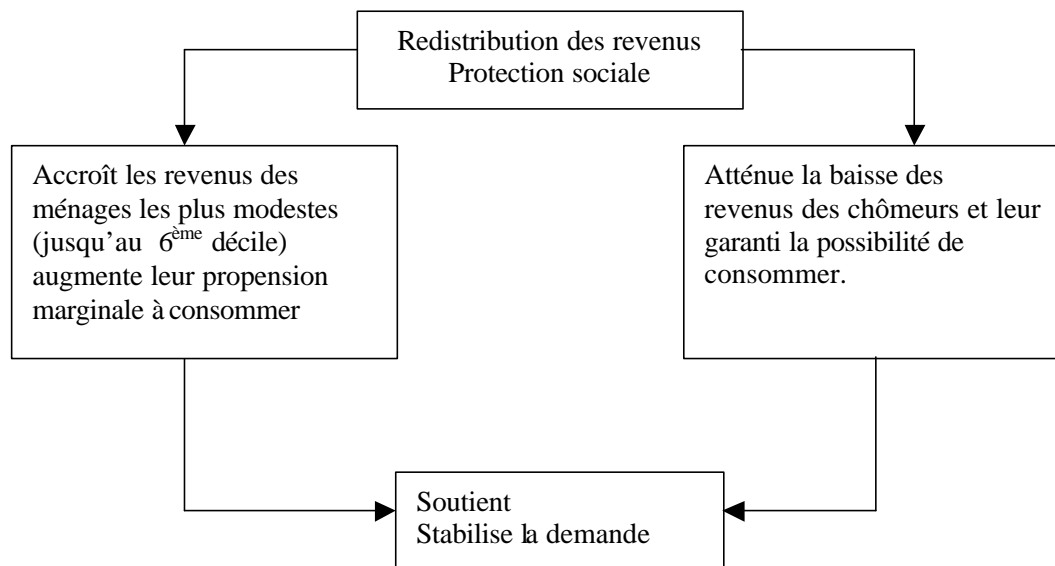 Redistribution des revenus
Protection sociale
Accroît les revenus des
ménages les plus modestes
(jusqu’au 6ème décile)
augmente leur propension
marginale à consommer
Atténue la baisse des
revenus des chômeurs et leur
garanti la possibilité de
consommer.
Soutient
Stabilise la demande